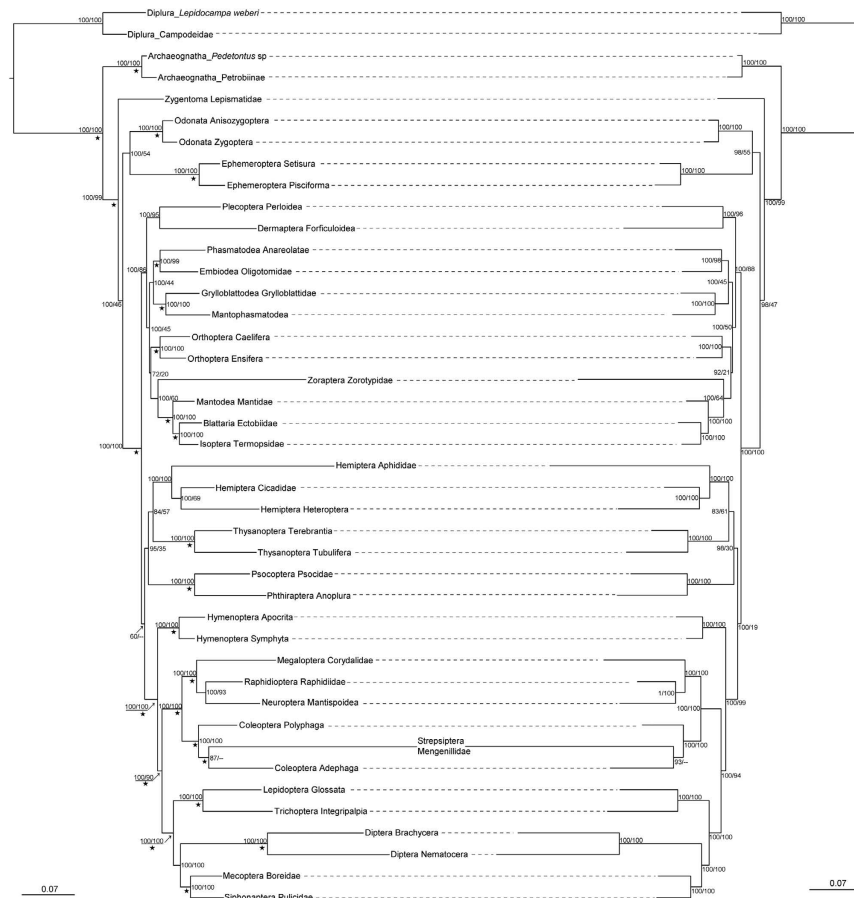 Diplura_Lepidocampa weberi
100/100 100/100
Diplura_Campodeidae
Archaeognatha_Pedetontus sp
100/100 100/100
Archaeognatha_Petrobiinae
Zygentoma Lepismatidae
Odonata Anisozygoptera
100/100 100/100 100/100 100/100
Odonata Zygoptera
100/54 98/55
Ephemeroptera Setisura
100/100 100/100
Ephemeroptera Pisciforma
100/99 100/99
Plecoptera Perloidea
100/95 100/96
Dermaptera Forficuloidea
Phasmatodea Anareolatae
100/99 100/98
Embiodea Oligotomidae
100/86 100/88
100/44 100/45
Grylloblattodea Grylloblattidae
100/46 100/100 100/100 98/47
Mantophasmatodea
100/45 100/50
Orthoptera Caelifera
100/100 100/100
Orthoptera Ensifera
72/20 92/21
Zoraptera Zorotypidae
100/60 100/64
Mantodea Mantidae
100/100 100/100
Blattaria Ectobiidae
100/100 100/100
Isoptera Termopsidae
100/100 100/100
Hemiptera Aphididae
100/100 100/100
Hemiptera Cicadidae
100/69 100/100
Hemiptera Heteroptera
84/57 83/61
Thysanoptera Terebrantia
100/100 100/100
95/35 98/30
Thysanoptera Tubulifera
Psocoptera Psocidae
100/100 100/100
Phthiraptera Anoplura
Hymenoptera Apocrita
100/100 100/100
60/-- 100/19
Hymenoptera Symphyta
Megaloptera Corydalidae
100/100 100/100
Raphidioptera Raphidiidae
100/93 1/100
Neuroptera Mantispoidea
100/100 100/100 100/99
Coleoptera Polyphaga
Strepsiptera
100/100 100/100
Mengenillidae
87/-- 93/--
Coleoptera Adephaga
100/90 100/94
Lepidoptera Glossata
100/100 100/100
Trichoptera Integripalpia
Diptera Brachycera
100/100 100/100 100/100 100/100
Diptera Nematocera
Mecoptera Boreidae
100/100 100/100
0.07 0.07
Siphonaptera Pulicidae